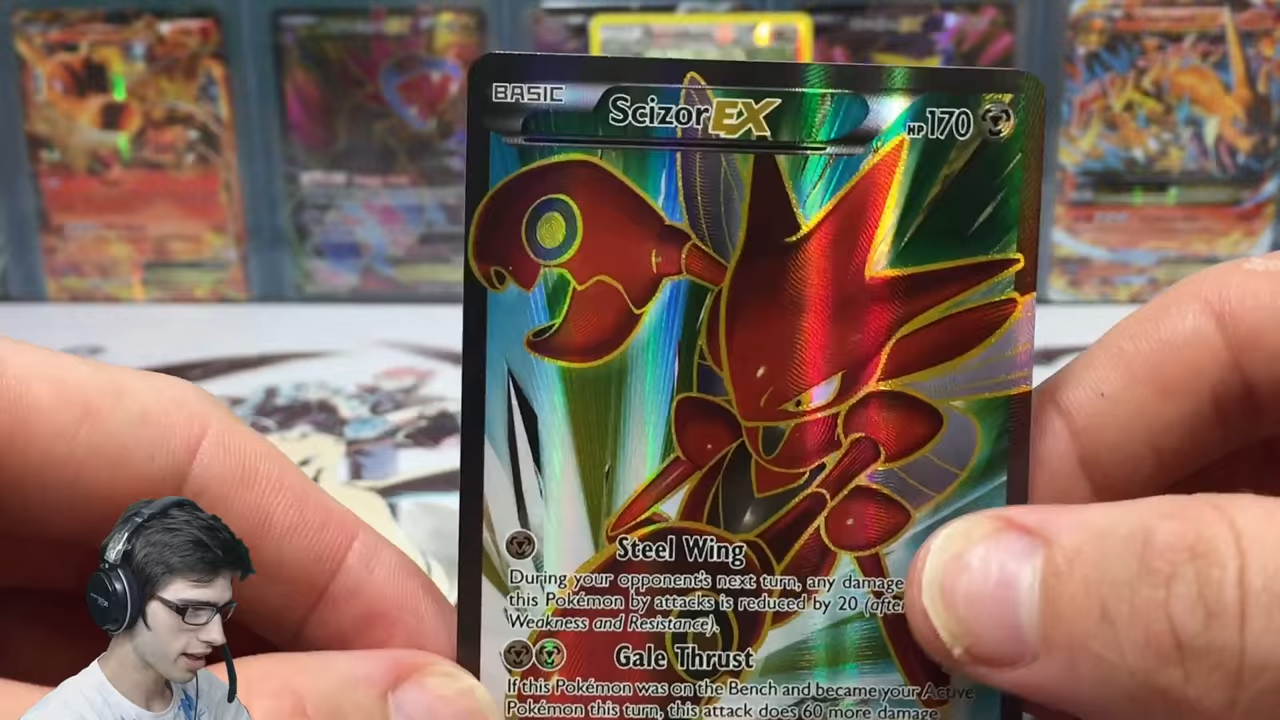 BASIC
Scizor EX
HP 170
Steel Wing
During your opponent's next turn, any damage
this Pokémon by attacks is reduced by 20 (after
Weakness and Resistance).
Gale Thrust
If this Pokémon was on the Bench and became your Active
Pokémon this turn, this attack does 60 more damage